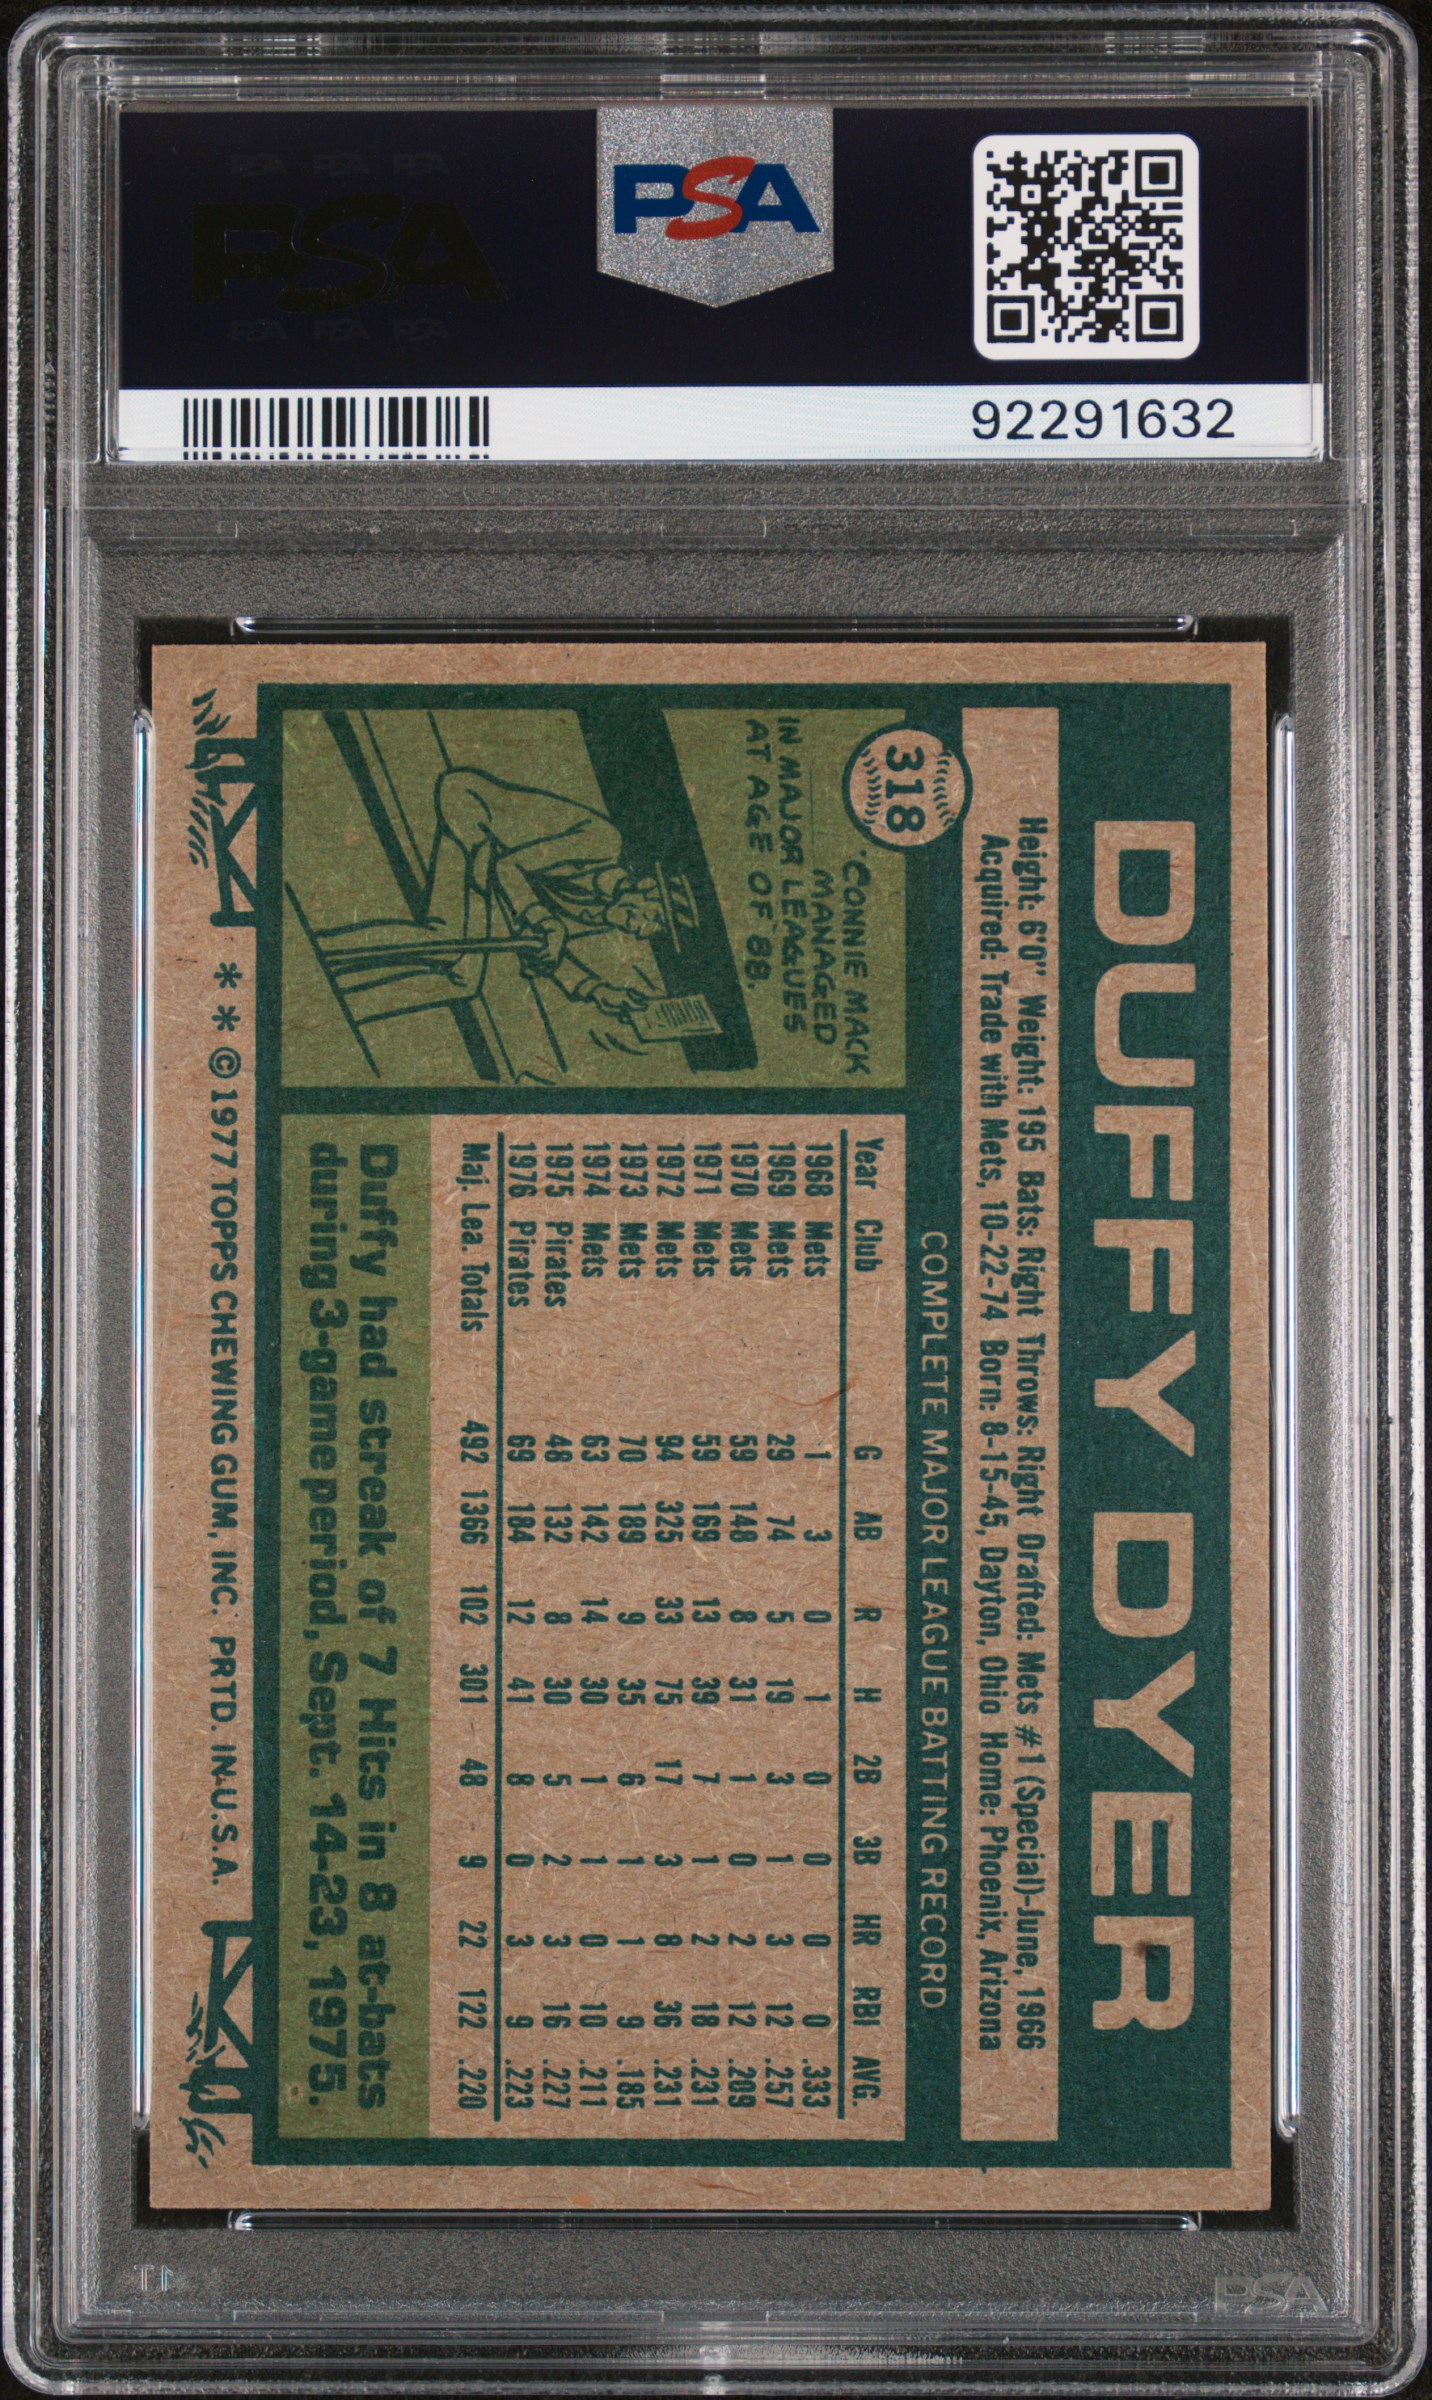 PSA PSA PSA
PSA
PSA PSA PSA
PSA
92291632
DUFFY DYER
Height: 6'0" Weight: 195 Bats: Right Throws: Right Drafted: Mets #1 (Special)-June, 1966
Acquired: Trade with Mets, 10-22-74 Born: 8-15-45, Dayton, Ohio Home: Phoenix, Arizona
318
CONNIE MACK
MANAGED
IN MAJOR LEAGUES
AT AGE OF 88.
COMPLETE MAJOR LEAGUE BATTING RECORD
Year Club G AB R H 2B 3B HR RBI AVG.
1968 Mets 1 3 0 1 0 0 0 0 .333
1969 Mets 29 74 5 19 3 1 3 12 .257
1970 Mets 59 148 8 31 1 0 2 12 .209
1971 Mets 59 169 13 39 7 1 2 18 .231
1972 Mets 94 325 33 75 17 3 8 36 .231
1973 Mets 70 189 9 35 6 1 1 9 .185
1974 Mets 63 142 14 30 1 1 0 10 .211
1975 Pirates 48 132 8 30 5 2 3 16 .227
1976 Pirates 69 184 12 41 8 0 3 9 .223
Maj. Lea. Totals 492 1366 102 301 48 9 22 122 .220
Duffy had streak of 7 Hits in 8 at-bats
during 3-game period, Sept. 14-23, 1975.
** © 1977 TOPPS CHEWING GUM, INC. PRTD. IN U.S.A.
PSA